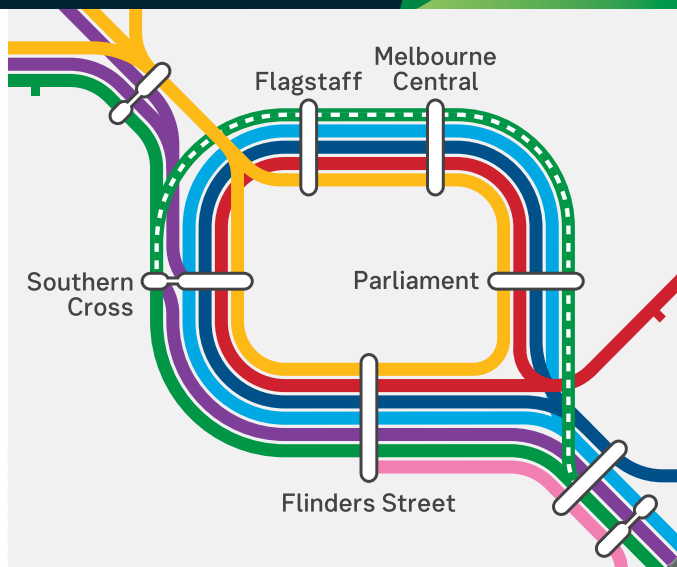 Melbourne
Central
Flagstaff
Southern
Cross
Parliament
Flinders Street